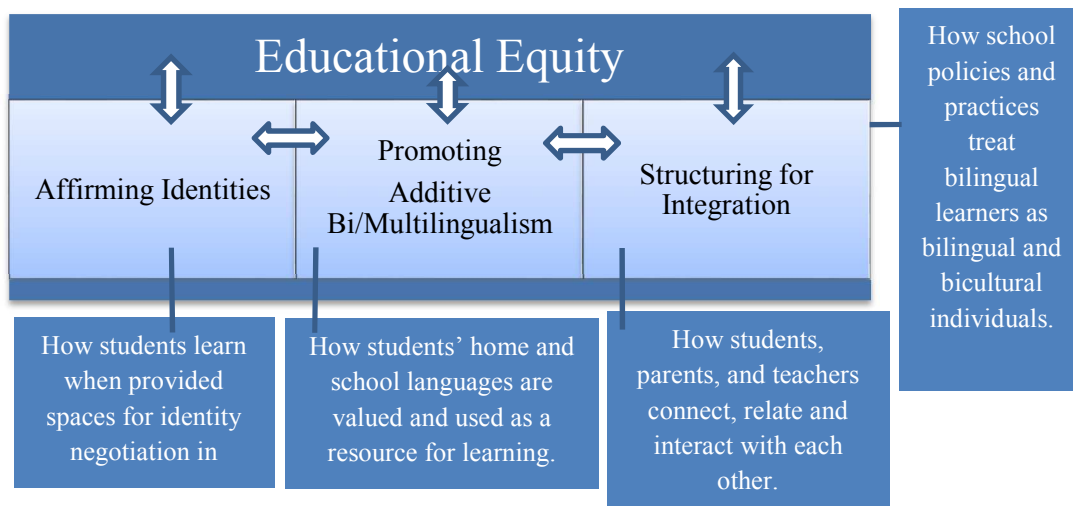 Educational Equity
Affirming Identities
Promoting
Additive
Bi/Multilingualism
Structuring for
Integration
How school
policies and
practices
treat
bilingual
learners as
bilingual and
bicultural
individuals.
How students learn
when provided
spaces for identity
negotiation in
How students’ home and
school languages are
valued and used as a
resource for learning.
How students,
parents, and teachers
connect, relate and
interact with each
other.